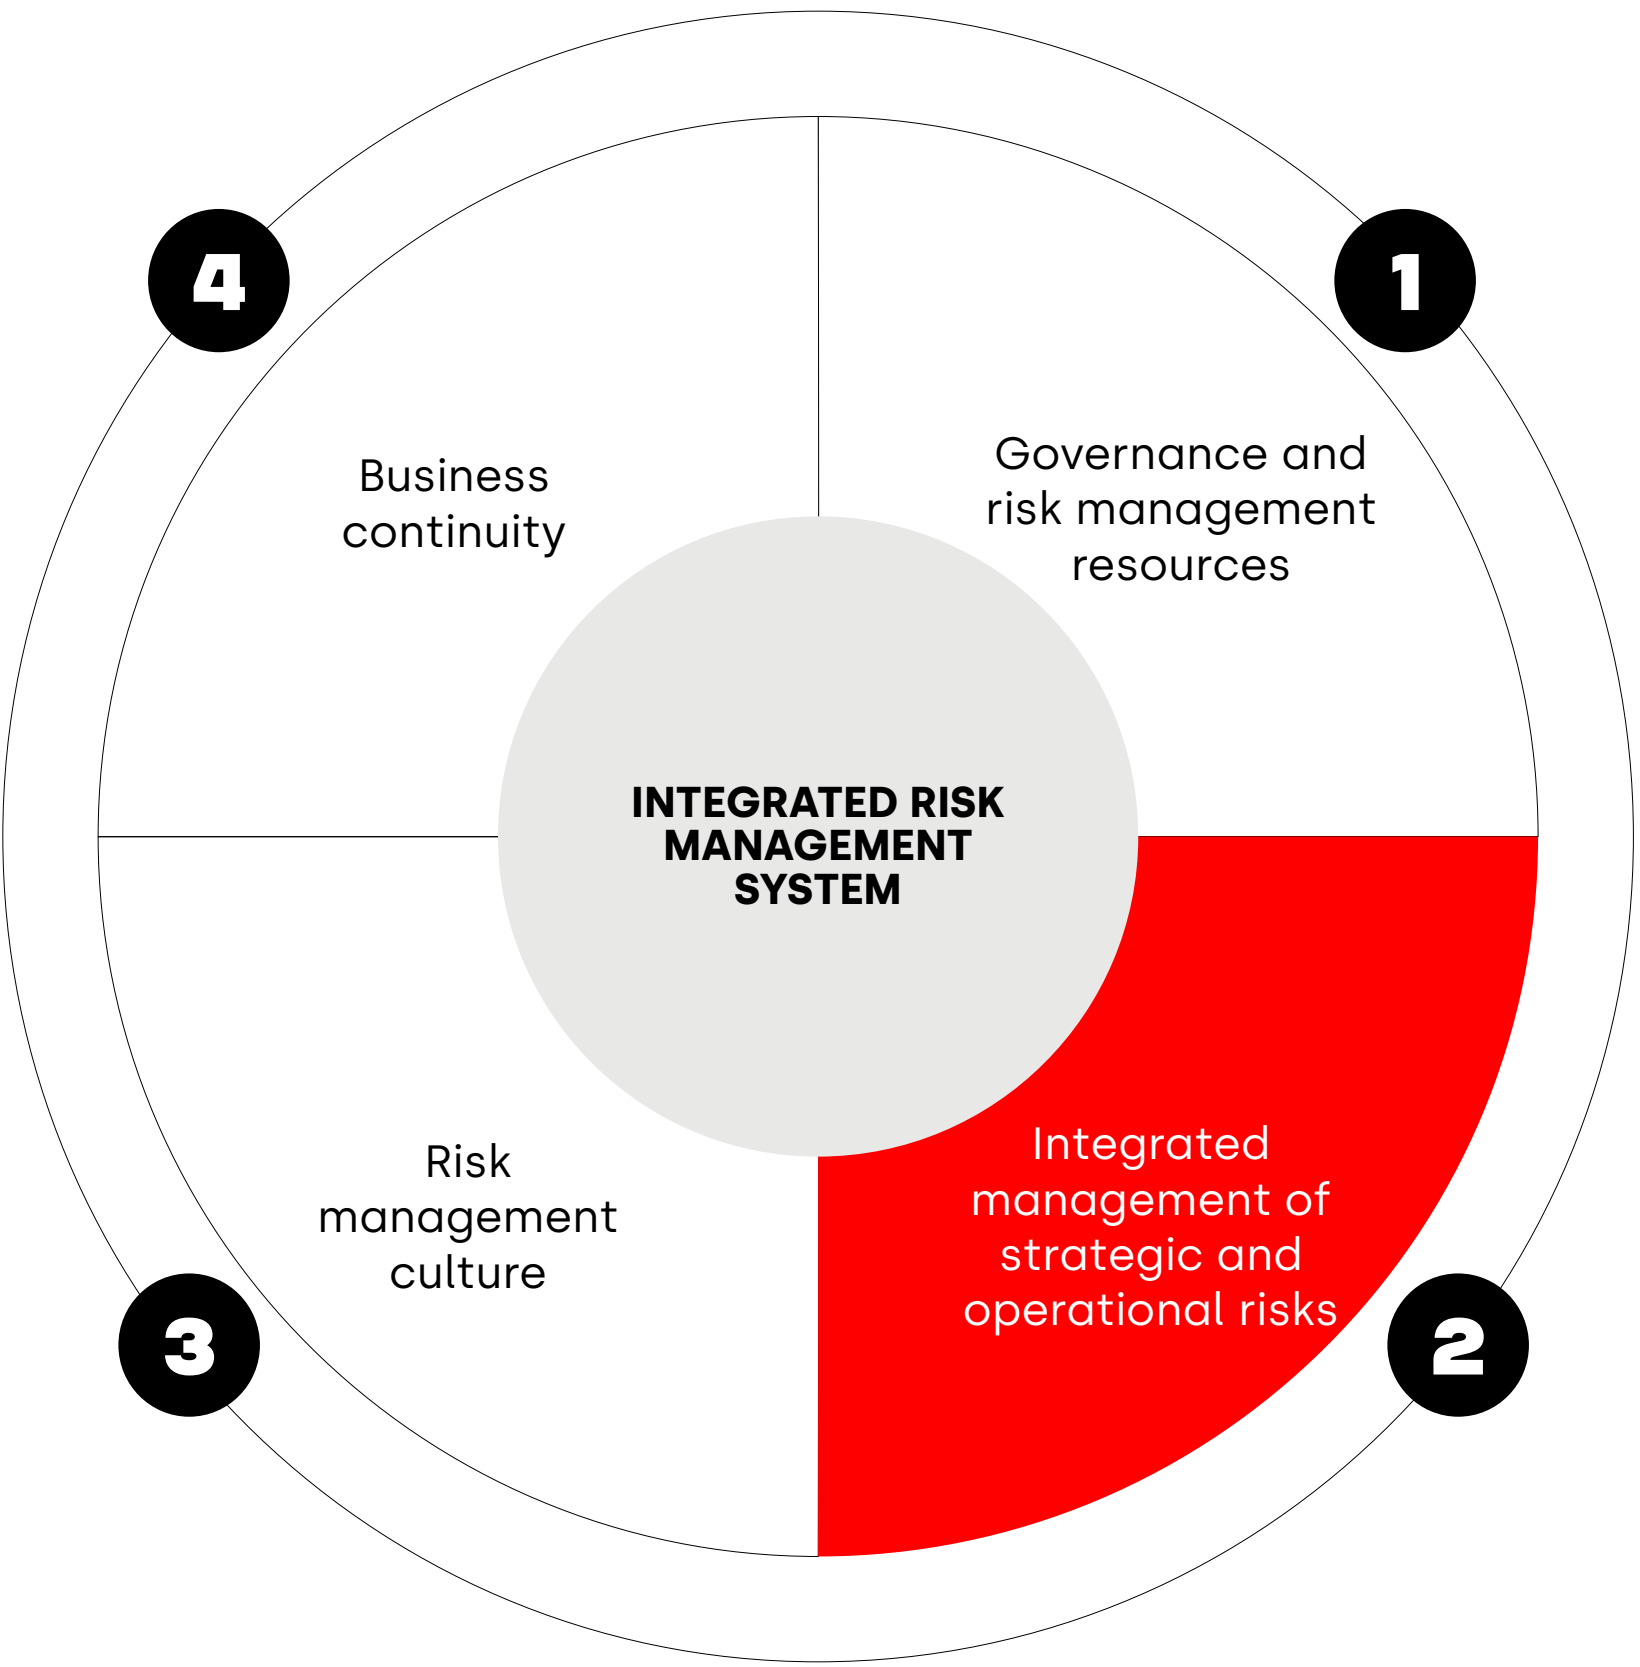 4
1
Business
continuity
Governance and
risk management
resources
INTEGRATED RISK
MANAGEMENT
SYSTEM
Risk
management
culture
Integrated
management of
strategic and
operational risks
3
2